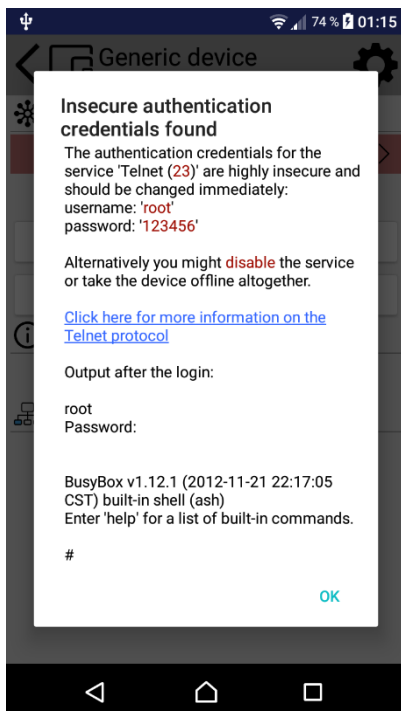 74 % 01:15
Generic device
Insecure authentication
credentials found
The authentication credentials for the
service 'Telnet (23)' are highly insecure and
should be changed immediately:
username: 'root'
password: '123456'
Alternatively you might disable the service
or take the device offline altogether.
Click here for more information on the
Telnet protocol
Output after the login:
root
Password:
BusyBox v1.12.1 (2012-11-21 22:17:05
CST) built-in shell (ash)
Enter 'help' for a list of built-in commands.
#
OK